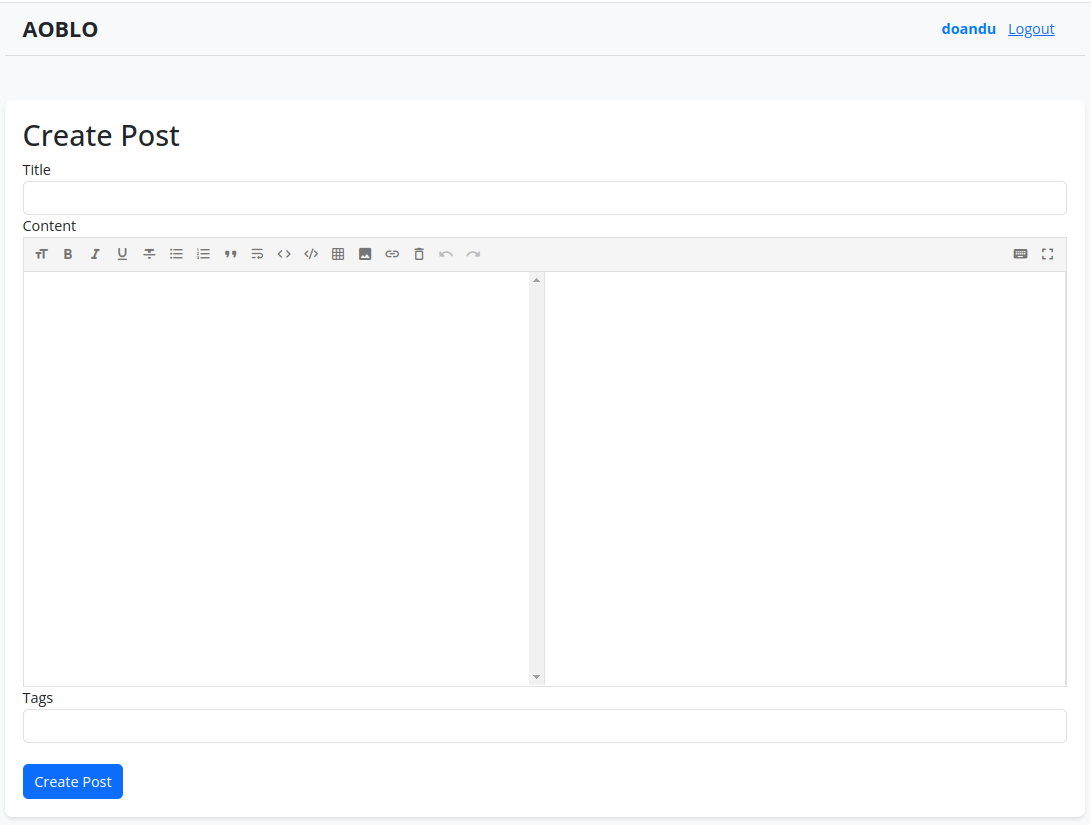 AOBLO
doandu Logout
Create Post
Title
Content
Tags
Create Post